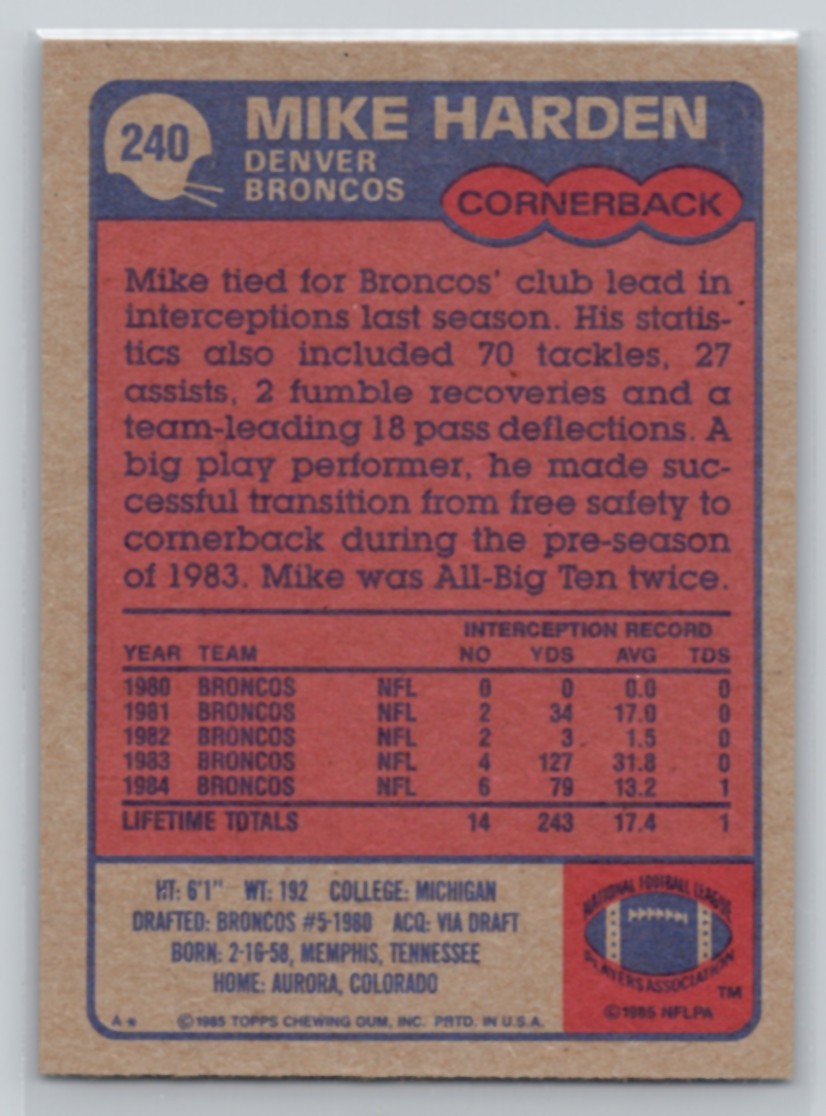 240
MIKE HARDEN
DENVER
BRONCOS
CORNERBACK
Mike tied for Broncos' club lead in
interceptions last season. His statis-
tics also included 70 tackles, 27
assists, 2 fumble recoveries and a
team-leading 18 pass deflections. A
big play performer, he made suc-
cessful transition from free safety to
cornerback during the pre-season
of 1983. Mike was All-Big Ten twice.
INTERCEPTION RECORD
YEAR TEAM NO YDS AVG TDS
1980 BRONCOS NFL 0 0 0.0 0
1981 BRONCOS NFL 2 34 17.0 0
1982 BRONCOS NFL 2 3 1.5 0
1983 BRONCOS NFL 4 127 31.8 0
1984 BRONCOS NFL 6 79 13.2 1
LIFETIME TOTALS 14 243 17.4 1
HT: 6'1" WT: 192 COLLEGE: MICHIGAN
DRAFTED: BRONCOS #5-1980 ACQ: VIA DRAFT
BORN: 2-16-58, MEMPHIS, TENNESSEE
HOME: AURORA, COLORADO
A* ©1985 TOPPS CHEWING GUM, INC. PRTD. IN U.S.A.
NATIONAL FOOTBALL LEAGUE
PLAYERS ASSOCIATION
TM
©1985 NFLPA